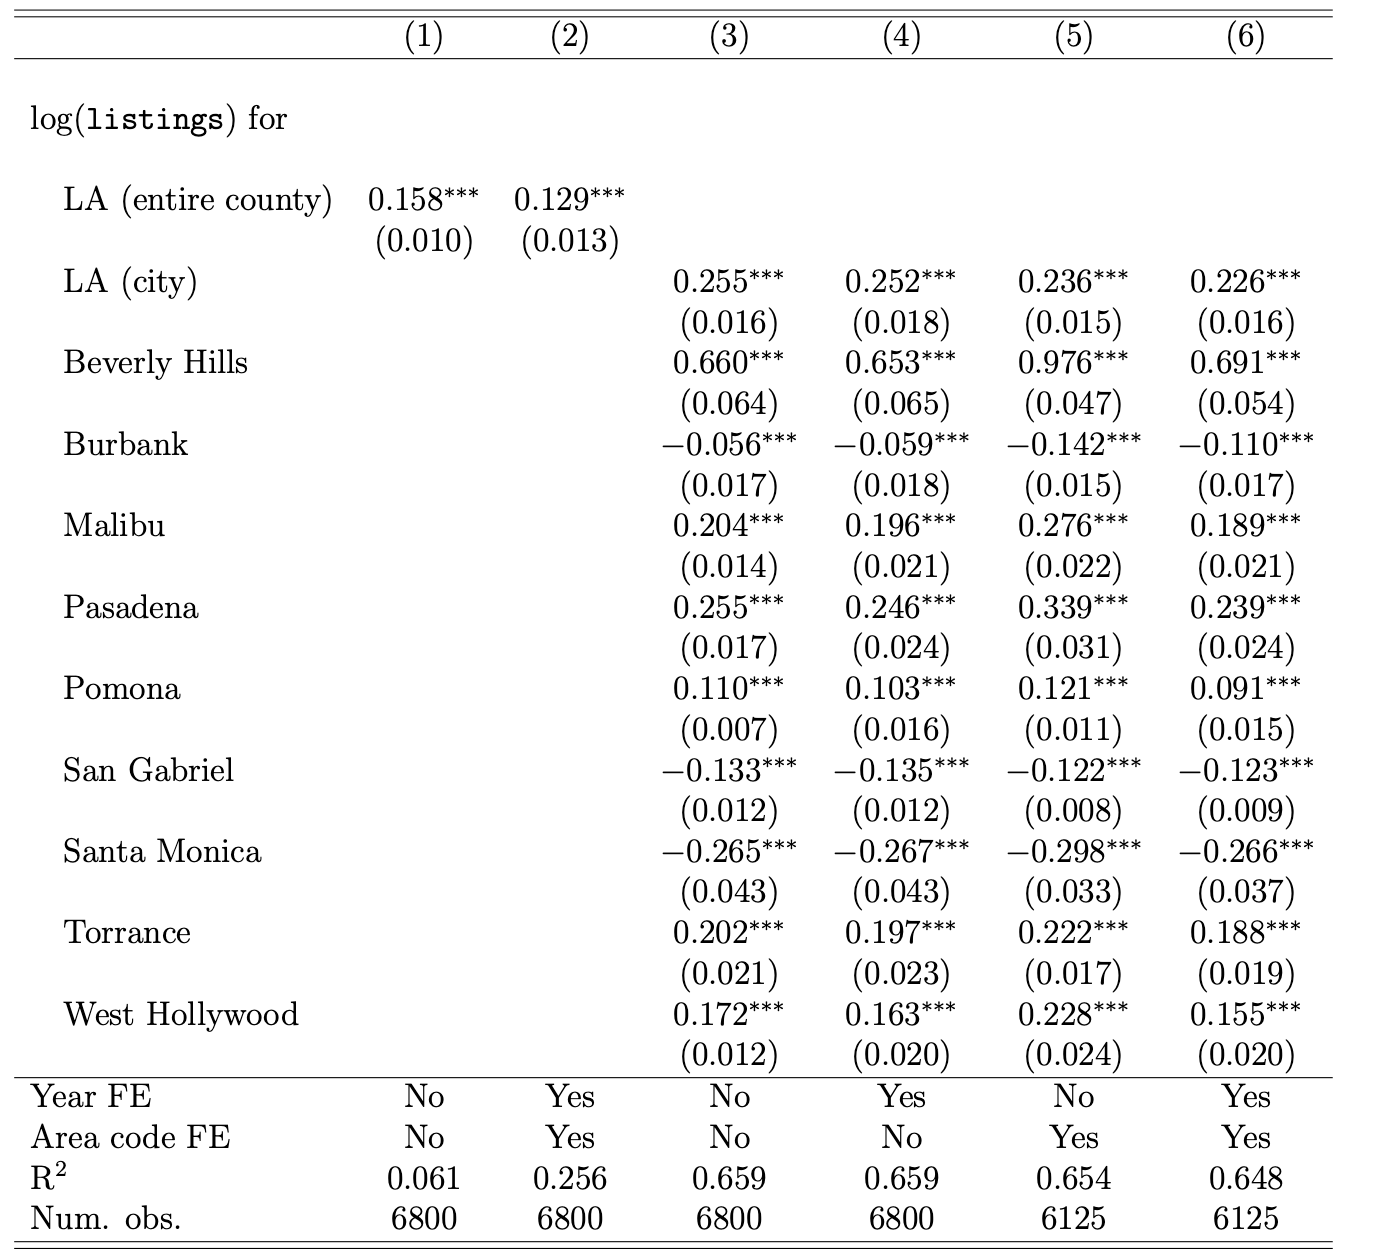 (1) (2) (3) (4) (5) (6)
log(listings) for
LA (entire county) 0.158*** 0.129***
(0.010) (0.013)
LA (city) 0.255*** 0.252*** 0.236*** 0.226***
(0.016) (0.018) (0.015) (0.016)
Beverly Hills 0.660*** 0.653*** 0.976*** 0.691***
(0.064) (0.065) (0.047) (0.054)
Burbank −0.056*** −0.059*** −0.142*** −0.110***
(0.017) (0.018) (0.015) (0.017)
Malibu 0.204*** 0.196*** 0.276*** 0.189***
(0.014) (0.021) (0.022) (0.021)
Pasadena 0.255*** 0.246*** 0.339*** 0.239***
(0.017) (0.024) (0.031) (0.024)
Pomona 0.110*** 0.103*** 0.121*** 0.091***
(0.007) (0.016) (0.011) (0.015)
San Gabriel −0.133*** −0.135*** −0.122*** −0.123***
(0.012) (0.012) (0.008) (0.009)
Santa Monica −0.265*** −0.267*** −0.298*** −0.266***
(0.043) (0.043) (0.033) (0.037)
Torrance 0.202*** 0.197*** 0.222*** 0.188***
(0.021) (0.023) (0.017) (0.019)
West Hollywood 0.172*** 0.163*** 0.228*** 0.155***
(0.012) (0.020) (0.024) (0.020)
Year FE No Yes No Yes No Yes
Area code FE No Yes No No Yes Yes
R² 0.061 0.256 0.659 0.659 0.654 0.648
Num. obs. 6800 6800 6800 6800 6125 6125